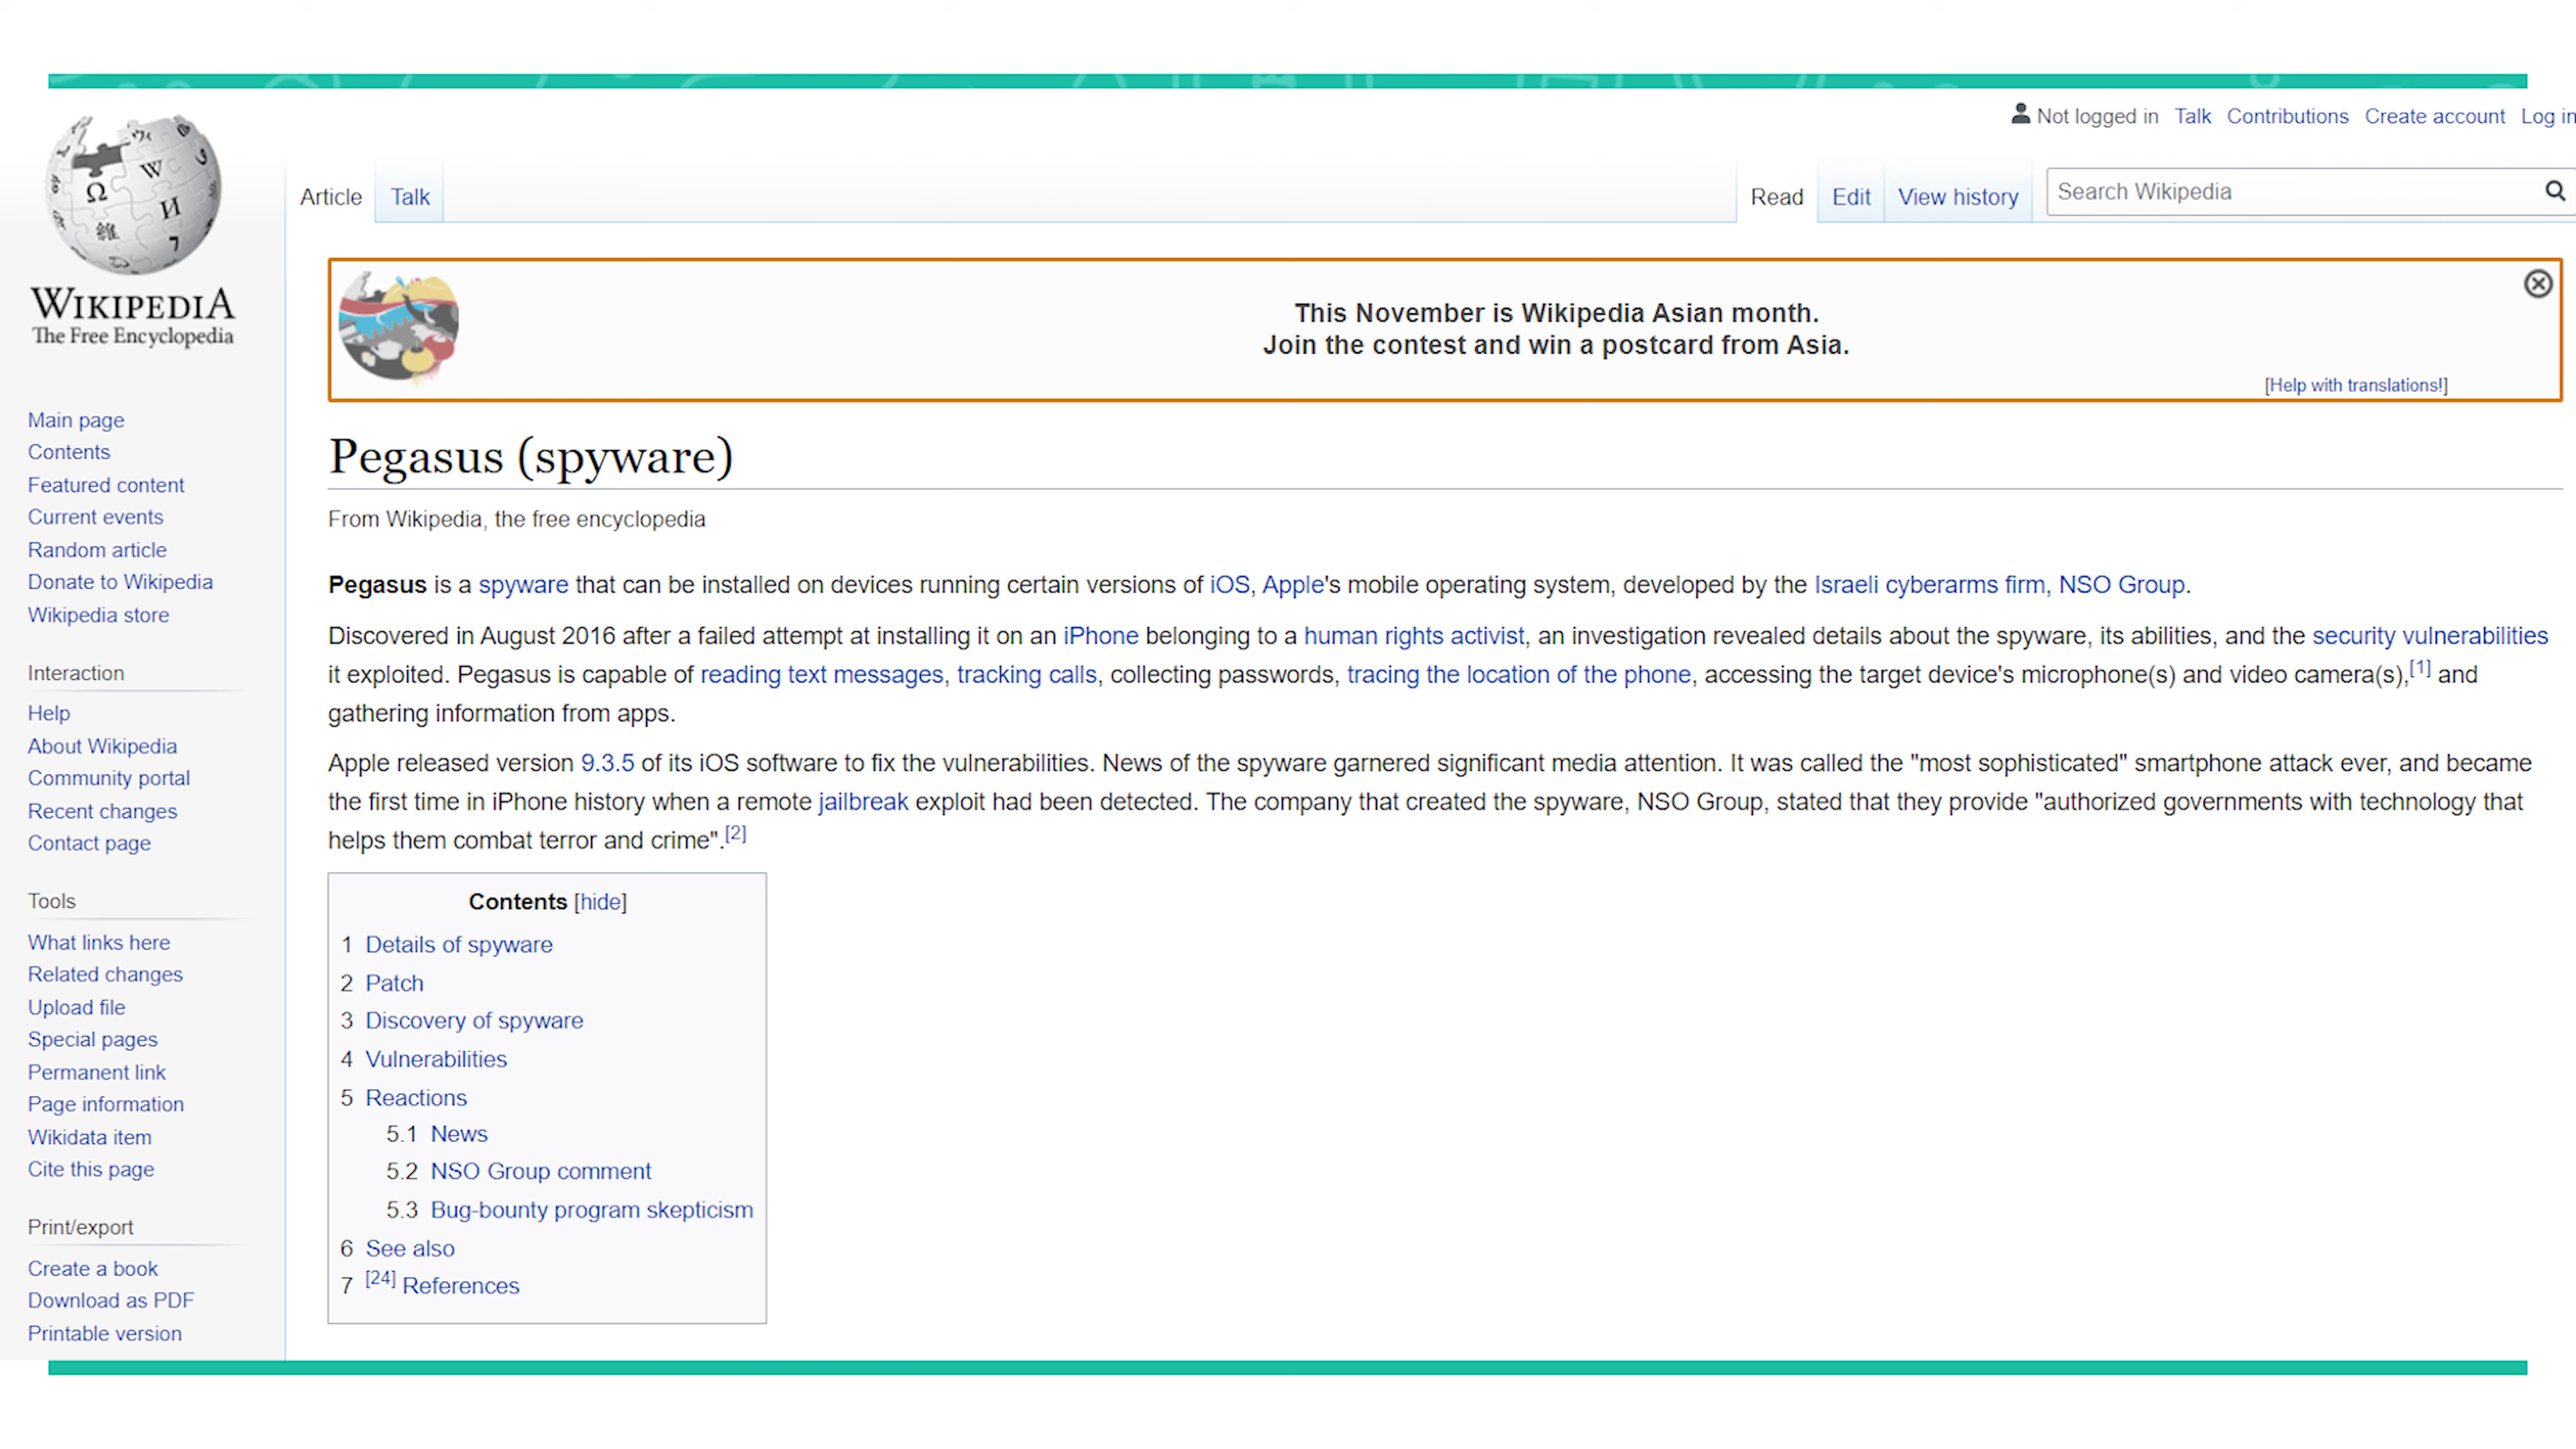 Not logged in Talk Contributions Create account Log in
Article Talk Read Edit View history Search Wikipedia
WIKIPEDIA
The Free Encyclopedia
Main page
Contents
Featured content
Current events
Random article
Donate to Wikipedia
Wikipedia store
Interaction
Help
About Wikipedia
Community portal
Recent changes
Contact page
Tools
What links here
Related changes
Upload file
Special pages
Permanent link
Page information
Wikidata item
Cite this page
Print/export
Create a book
Download as PDF
Printable version
This November is Wikipedia Asian month.
Join the contest and win a postcard from Asia.
[Help with translations!]
Pegasus (spyware)
From Wikipedia, the free encyclopedia
Pegasus is a spyware that can be installed on devices running certain versions of iOS, Apple's mobile operating system, developed by the Israeli cyberarms firm, NSO Group.
Discovered in August 2016 after a failed attempt at installing it on an iPhone belonging to a human rights activist, an investigation revealed details about the spyware, its abilities, and the security vulnerabilities
it exploited. Pegasus is capable of reading text messages, tracking calls, collecting passwords, tracing the location of the phone, accessing the target device's microphone(s) and video camera(s),[1] and
gathering information from apps.
Apple released version 9.3.5 of its iOS software to fix the vulnerabilities. News of the spyware garnered significant media attention. It was called the "most sophisticated" smartphone attack ever, and became
the first time in iPhone history when a remote jailbreak exploit had been detected. The company that created the spyware, NSO Group, stated that they provide "authorized governments with technology that
helps them combat terror and crime".[2]
Contents [hide]
1 Details of spyware
2 Patch
3 Discovery of spyware
4 Vulnerabilities
5 Reactions
5.1 News
5.2 NSO Group comment
5.3 Bug-bounty program skepticism
6 See also
7 [24] References